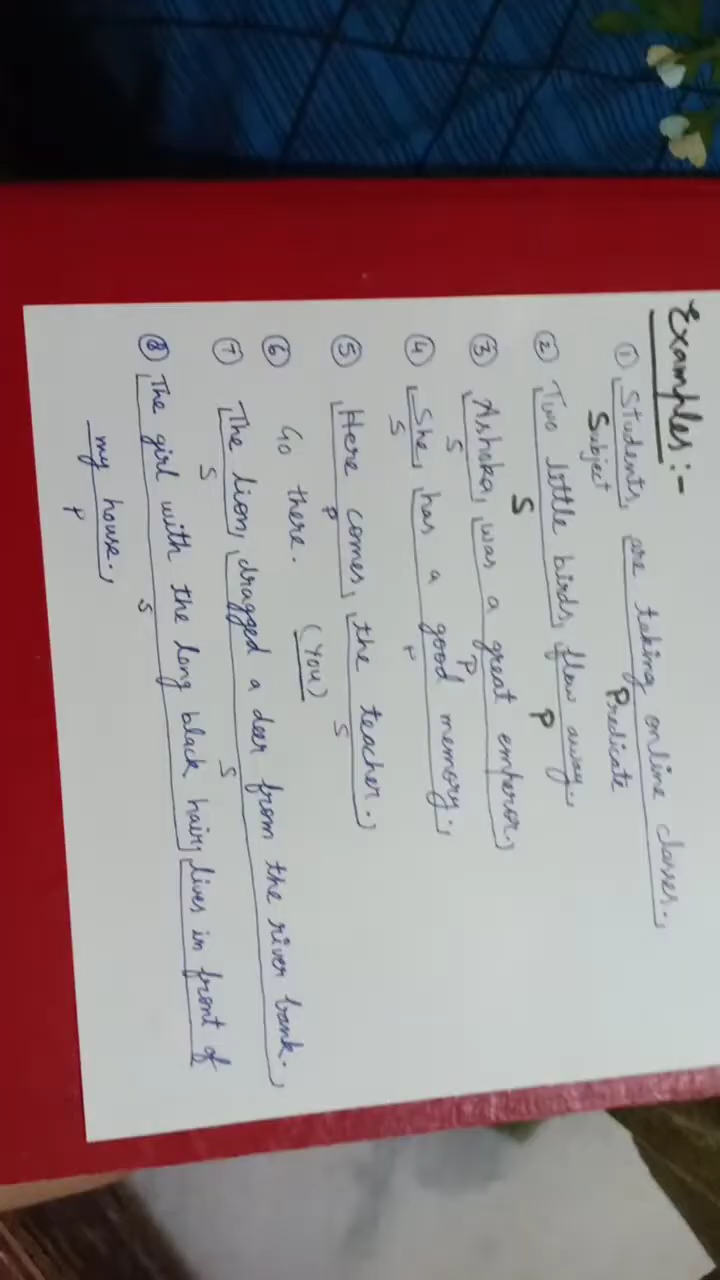 Examples:-
① Students, are taking online classes.
Subject Predicate
② Two little birds, flew away.
S P
③ Ashoka, was a great emperor.
S P
④ She, has a good memory.
S P
⑤ Here comes, the teacher.
P S
⑥ Go there. (You)
⑦ The lion, dragged a deer from the river bank.
S S
⑧ The girl with the long black hair, lives in front of
S
my house.
P